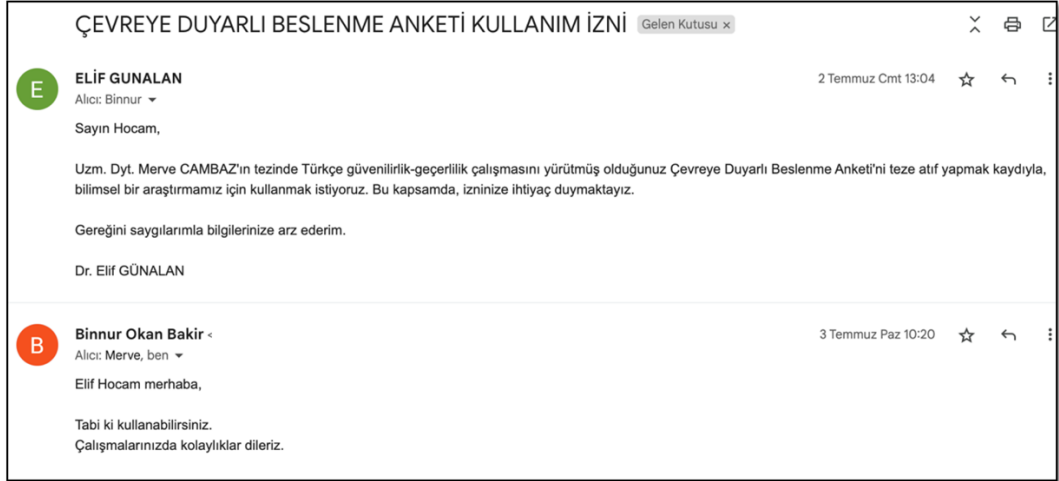 ÇEVREYE DUYARLI BESLENME ANKETİ KULLANIM İZNİ Gelen Kutusu ×
E
ELİF GUNALAN 2 Temmuz Cmt 13:04
Alıcı: Binnur
Sayın Hocam,
Uzm. Dyt. Merve CAMBAZ'ın tezinde Türkçe güvenilirlik-geçerlilik çalışmasını yürütmüş olduğunuz Çevreye Duyarlı Beslenme Anketi'ni teze atıf yapmak kaydıyla,
bilimsel bir araştırmamız için kullanmak istiyoruz. Bu kapsamda, izninize ihtiyaç duymaktayız.
Gereğini saygılarımla bilgilerinize arz ederim.
Dr. Elif GÜNALAN
B
Binnur Okan Bakir < 3 Temmuz Paz 10:20
Alıcı: Merve, ben
Elif Hocam merhaba,
Tabi ki kullanabilirsiniz.
Çalışmalarınızda kolaylıklar dileriz.